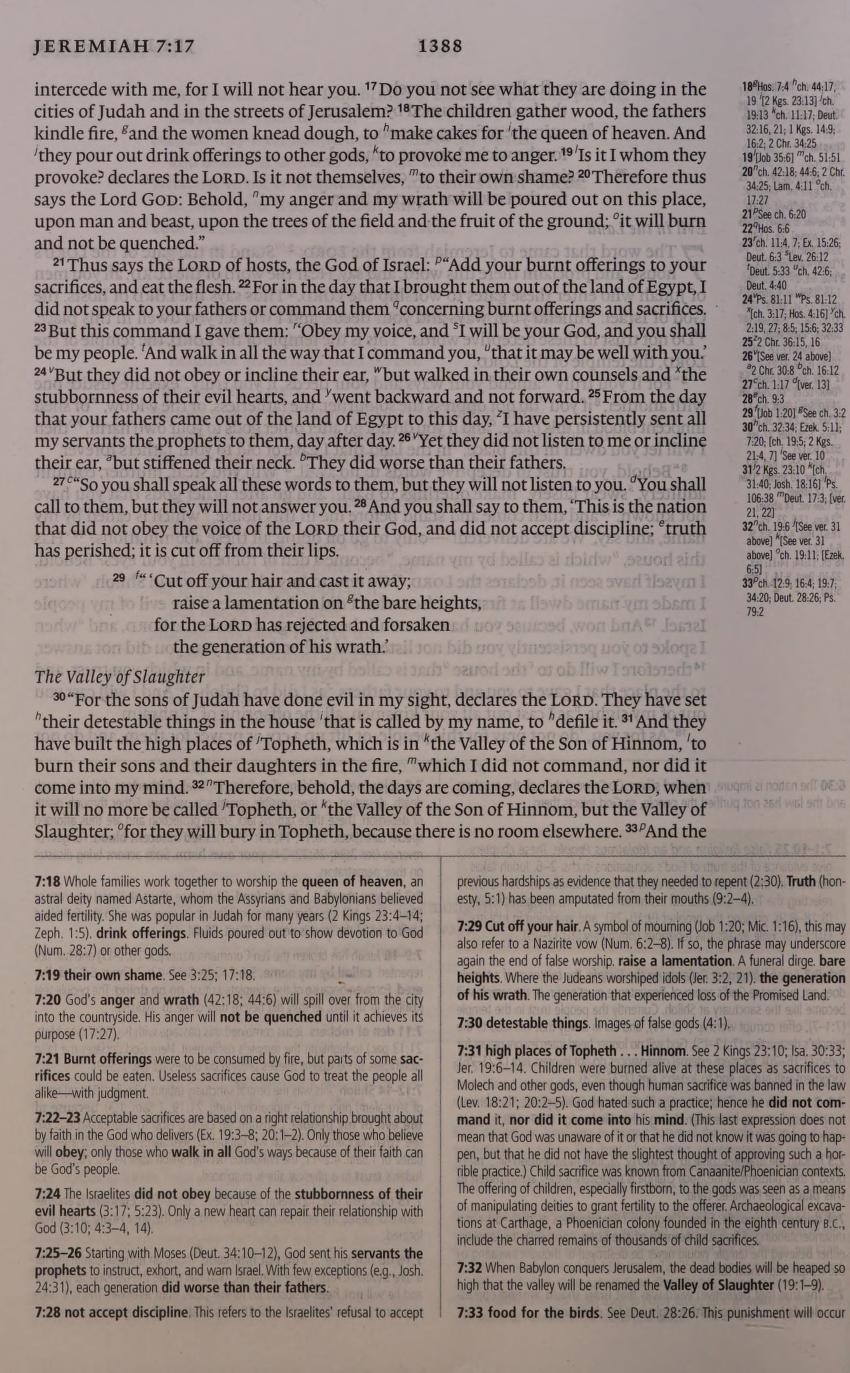 JEREMIAH 7:17
1388
intercede with me, for I will not hear you. 17 Do you not see what they are doing in the
cities of Judah and in the streets of Jerusalem? 18 The children gather wood, the fathers
kindle fire, g and the women knead dough, to h make cakes for i the queen of heaven. And
j they pour out drink offerings to other gods, k to provoke me to anger. 19 l Is it I whom they
provoke? declares the LORD. Is it not themselves, m to their own shame? 20 Therefore thus
says the Lord GOD: Behold, n my anger and my wrath will be poured out on this place,
upon man and beast, upon the trees of the field and the fruit of the ground; o it will burn
and not be quenched.”
21 Thus says the LORD of hosts, the God of Israel: p “Add your burnt offerings to your
sacrifices, and eat the flesh. 22 For in the day that I brought them out of the land of Egypt, I
did not speak to your fathers or command them q concerning burnt offerings and sacrifices.
23 But this command I gave them: r ‘Obey my voice, and s I will be your God, and you shall
be my people. t And walk in all the way that I command you, u that it may be well with you.’
24 v But they did not obey or incline their ear, w but walked in their own counsels and x the
stubbornness of their evil hearts, and y went backward and not forward. 25 From the day
that your fathers came out of the land of Egypt to this day, z I have persistently sent all
my servants the prophets to them, day after day. 26 v Yet they did not listen to me or incline
their ear, a but stiffened their neck. b They did worse than their fathers.
27 c “So you shall speak all these words to them, but they will not listen to you. d You shall
call to them, but they will not answer you. 28 And you shall say to them, ‘This is the nation
that did not obey the voice of the LORD their God, and did not accept discipline; e truth
has perished; it is cut off from their lips.
29 f “ ‘Cut off your hair and cast it away;
raise a lamentation on g the bare heights,
for the LORD has rejected and forsaken
the generation of his wrath.’
The Valley of Slaughter
30 “For the sons of Judah have done evil in my sight, declares the LORD. They have set
h their detestable things in the house i that is called by my name, to h defile it. 31 And they
have built the high places of j Topheth, which is in k the Valley of the Son of Hinnom, l to
burn their sons and their daughters in the fire, m which I did not command, nor did it
come into my mind. 32 n Therefore, behold, the days are coming, declares the LORD, when
it will no more be called j Topheth, or k the Valley of the Son of Hinnom, but the Valley of
Slaughter; o for they will bury in Topheth, because there is no room elsewhere. 33 p And the
18 g Hos. 7:4 h ch. 44:17,
19 i [2 Kgs. 23:13] j ch.
19:13 k ch. 11:17; Deut.
32:16, 21; 1 Kgs. 14:9;
16:2; 2 Chr. 34:25
19 l [Job 35:6] m ch. 51:51
20 n ch. 42:18; 44:6; 2 Chr.
34:25; Lam. 4:11 o ch.
17:27
21 p See ch. 6:20
22 q Hos. 6:6
23 r ch. 11:4, 7; Ex. 15:26;
Deut. 6:3 s Lev. 26:12
t Deut. 5:33 u ch. 42:6;
Deut. 4:40
24 v Ps. 81:11 w Ps. 81:12
x [ch. 3:17; Hos. 4:16] y ch.
2:19, 27; 8:5; 15:6; 32:33
25 z 2 Chr. 36:15, 16
26 v [See ver. 24 above]
a 2 Chr. 30:8 b ch. 16:12
27 c ch. 1:17 d [ver. 13]
28 e ch. 9:3
29 f [Job 1:20] g See ch. 3:2
30 h ch. 32:34; Ezek. 5:11;
7:20; [ch. 19:5; 2 Kgs.
21:4, 7] i See ver. 10
31 j 2 Kgs. 23:10 k [ch.
31:40; Josh. 18:16] l Ps.
106:38 m Deut. 17:3; [ver.
21, 22]
32 n ch. 19:6 j [See ver. 31
above] k [See ver. 31
above] o ch. 19:11; [Ezek.
6:5]
33 p ch. 12:9; 16:4; 19:7;
34:20; Deut. 28:26; Ps.
79:2
7:18 Whole families work together to worship the queen of heaven, an
astral deity named Astarte, whom the Assyrians and Babylonians believed
aided fertility. She was popular in Judah for many years (2 Kings 23:4–14;
Zeph. 1:5). drink offerings. Fluids poured out to show devotion to God
(Num. 28:7) or other gods.
7:19 their own shame. See 3:25; 17:18.
7:20 God’s anger and wrath (42:18; 44:6) will spill over from the city
into the countryside. His anger will not be quenched until it achieves its
purpose (17:27).
7:21 Burnt offerings were to be consumed by fire, but parts of some sac-
rifices could be eaten. Useless sacrifices cause God to treat the people all
alike—with judgment.
7:22–23 Acceptable sacrifices are based on a right relationship brought about
by faith in the God who delivers (Ex. 19:3–8; 20:1–2). Only those who believe
will obey; only those who walk in all God’s ways because of their faith can
be God’s people.
7:24 The Israelites did not obey because of the stubbornness of their
evil hearts (3:17; 5:23). Only a new heart can repair their relationship with
God (3:10; 4:3–4, 14).
7:25–26 Starting with Moses (Deut. 34:10–12), God sent his servants the
prophets to instruct, exhort, and warn Israel. With few exceptions (e.g., Josh.
24:31), each generation did worse than their fathers.
7:28 not accept discipline. This refers to the Israelites’ refusal to accept
previous hardships as evidence that they needed to repent (2:30). Truth (hon-
esty, 5:1) has been amputated from their mouths (9:2–4).
7:29 Cut off your hair. A symbol of mourning (Job 1:20; Mic. 1:16), this may
also refer to a Nazirite vow (Num. 6:2–8). If so, the phrase may underscore
again the end of false worship. raise a lamentation. A funeral dirge. bare
heights. Where the Judeans worshiped idols (Jer. 3:2, 21). the generation
of his wrath. The generation that experienced loss of the Promised Land.
7:30 detestable things. Images of false gods (4:1).
7:31 high places of Topheth . . . Hinnom. See 2 Kings 23:10; Isa. 30:33;
Jer. 19:6–14. Children were burned alive at these places as sacrifices to
Molech and other gods, even though human sacrifice was banned in the law
(Lev. 18:21; 20:2–5). God hated such a practice; hence he did not com-
mand it, nor did it come into his mind. (This last expression does not
mean that God was unaware of it or that he did not know it was going to hap-
pen, but that he did not have the slightest thought of approving such a hor-
rible practice.) Child sacrifice was known from Canaanite/Phoenician contexts.
The offering of children, especially firstborn, to the gods was seen as a means
of manipulating deities to grant fertility to the offerer. Archaeological excava-
tions at Carthage, a Phoenician colony founded in the eighth century B.C.,
include the charred remains of thousands of child sacrifices.
7:32 When Babylon conquers Jerusalem, the dead bodies will be heaped so
high that the valley will be renamed the Valley of Slaughter (19:1–9).
7:33 food for the birds. See Deut. 28:26. This punishment will occur